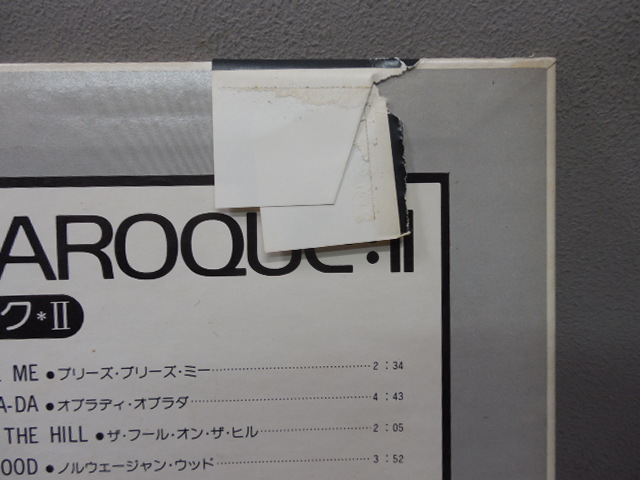 AROQUE・II
ク*II
ME ●プリーズ・プリーズ・ミー 2:34
A-DA ●オブラディ・オブラダ 4:43
THE HILL ●ザ・フール・オン・ザ・ヒル 2:05
OOD ●ノルウェージャン・ウッド 3:52